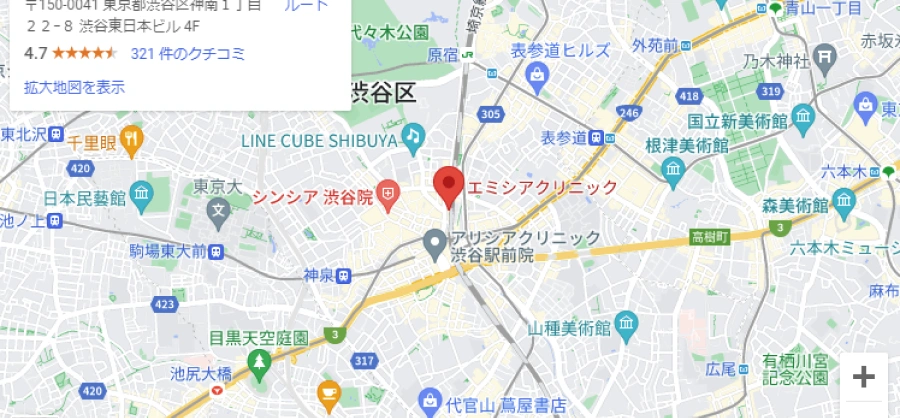 〒150-0041 東京都渋谷区神南１丁目
２２−８ 渋谷東日本ビル 4F
ルート
4.7
321 件のクチコミ
拡大地図を表示
代々木公園
埼京線
原宿
表参道ヒルズ
外苑前
青山一丁目
乃木神社
赤坂
渋谷区
305
246
418
319
東北沢
千里眼
LINE CUBE SHIBUYA
表参道
国立新美術館
根津美術館
420
六本木
日本民藝館
東京大
シンシア 渋谷院
エミシアクリニック
森美術館
池ノ上
アリシアクリニック
渋谷駅前院
高樹町
3
六本木ミュージ
駒場東大前
神泉
麻布
423
山種美術館
目黒天空庭園
3
317
池尻大橋
広尾
有栖川宮
記念公園
420
代官山 蔦屋書店